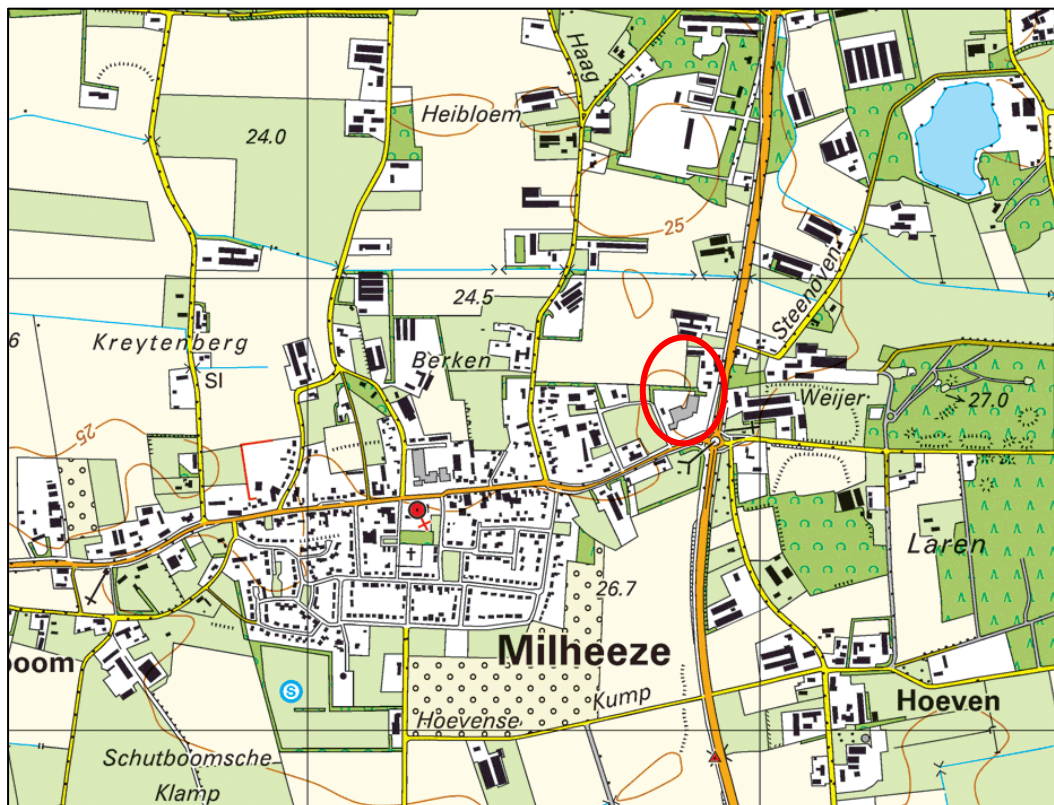 Haag
Heibloem
24.0
25
Steenoven
24.5
6
Kreytenberg
Berken
SI
Weijer
27.0
25
Laren
26.7
Milheeze
boom
S
Kump
Hoeven
Hoevense
Schutboomsche
Klamp